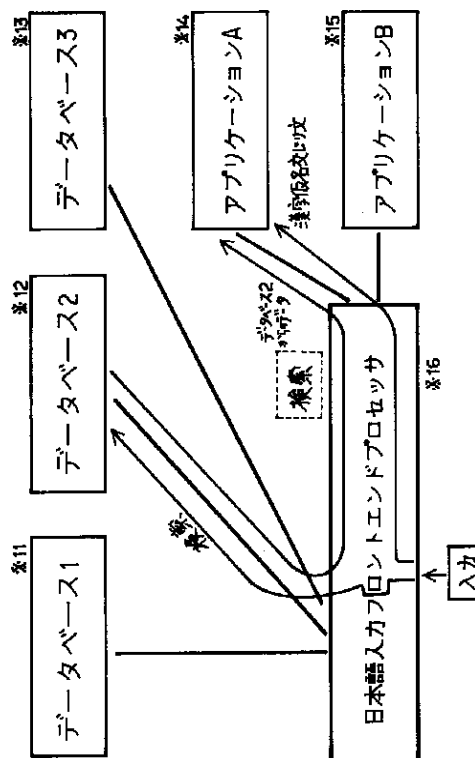 ※11
データベース1
※12
データベース2
※13
データベース3
※14
アプリケーションA
※15
アプリケーションB
漢字仮名交じり文
データベース2
からのデータ
検索
日本語入力フロントエンドプロセッサ
※16
入力